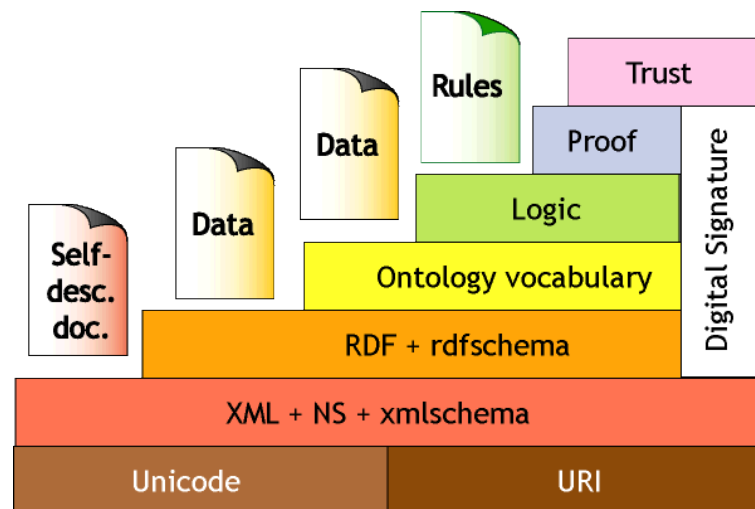 Rules
Trust
Data
Proof
Data
Logic
Self-
desc.
doc.
Ontology vocabulary
Digital Signature
RDF + rdfschema
XML + NS + xmlschema
Unicode
URI